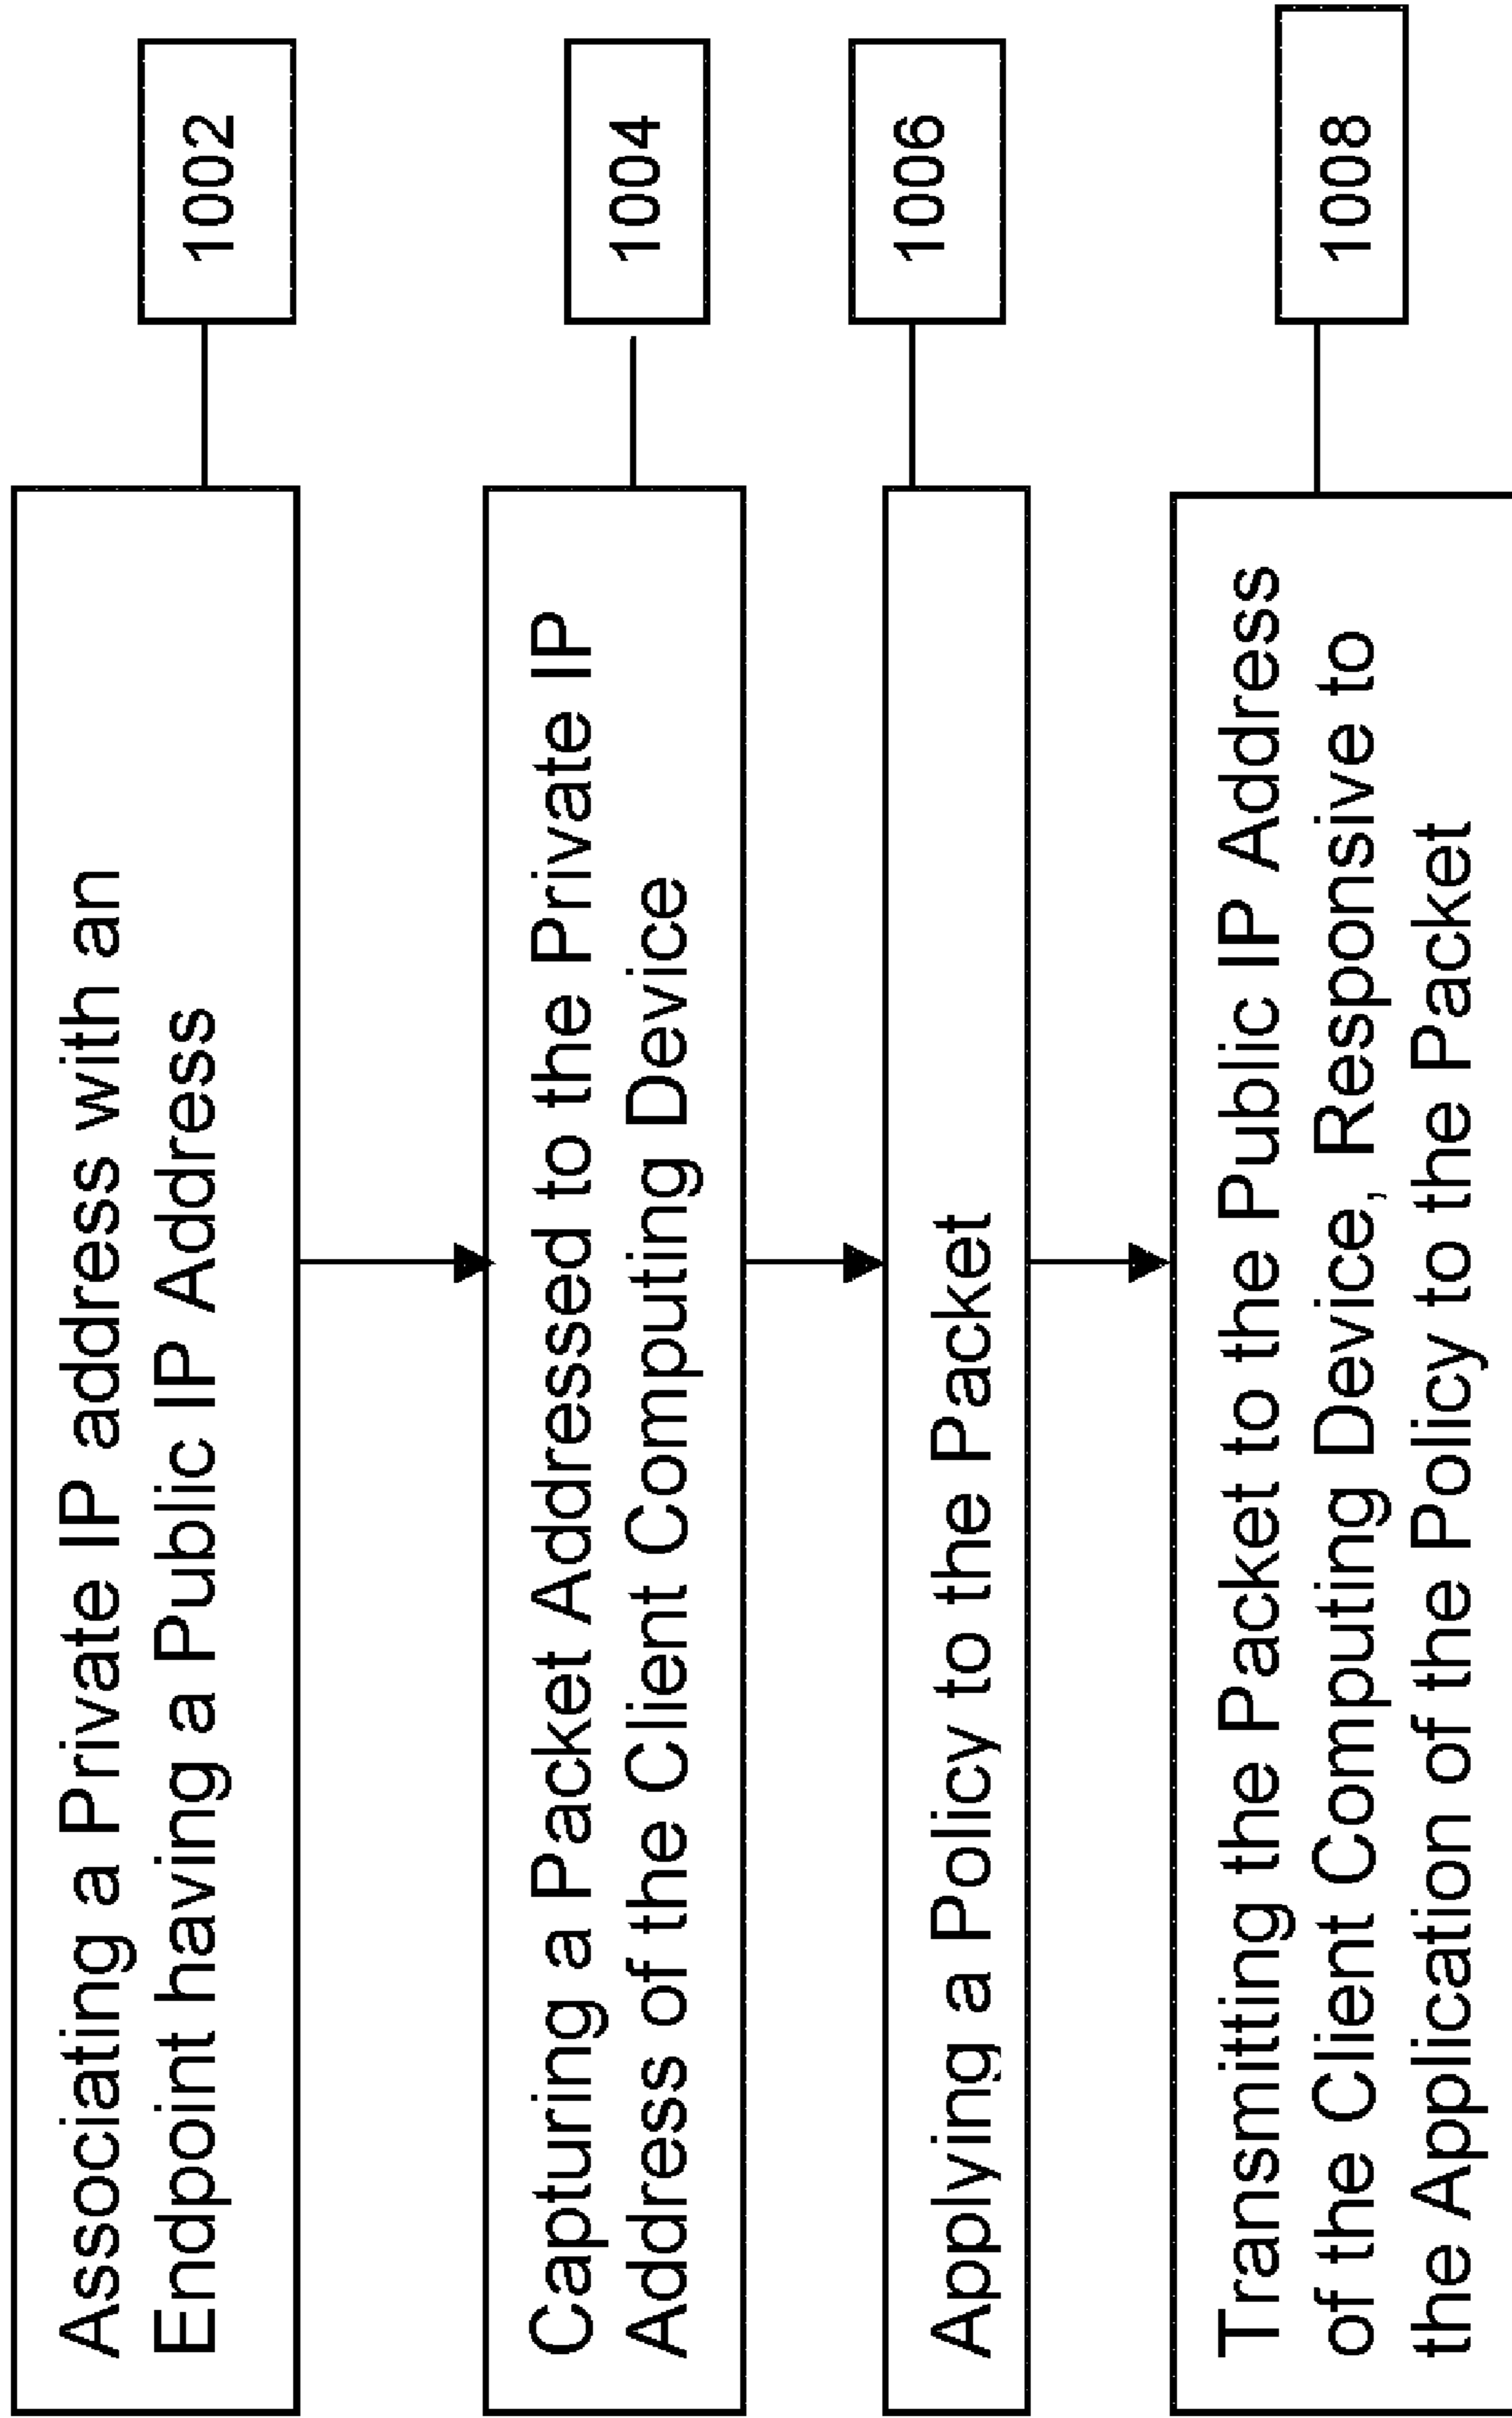 Associating a Private IP address with an
Endpoint having a Public IP Address
1002
Capturing a Packet Addressed to the Private IP
Address of the Client Computing Device
1004
Applying a Policy to the Packet
1006
Transmitting the Packet to the Public IP Address
of the Client Computing Device, Responsive to
the Application of the Policy to the Packet
1008